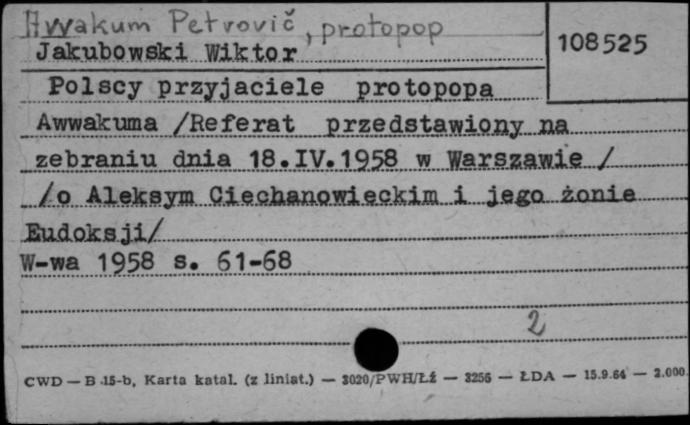 Awwakum Petrovič, protopop
Jakubowski Wiktor
108525
Polscy przyjaciele protopopa
Awwakuma /Referat przedstawiony na
zebraniu dnia 18.IV.1958 w Warszawie /
/o Aleksym Ciechanowieckim i jego żonie
Eudoksji/
W-wa 1958 s. 61-68
2
CWD — B .15-b, Karta katal. (z liniat.) — 3020/PWH/Łź — 3256 — ŁDA — 15.9.64 — 2.000.